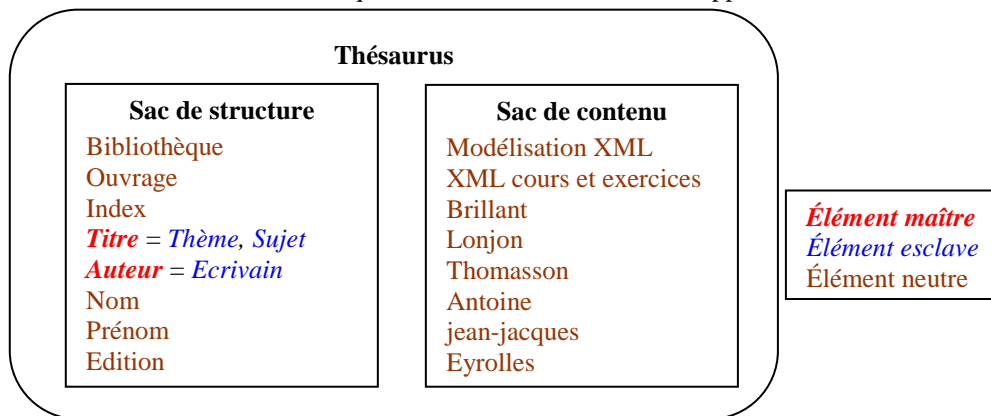 Thésaurus
Sac de structure
Bibliothèque
Ouvrage
Index
Titre = Thème, Sujet
Auteur = Ecrivain
Nom
Prénom
Edition
Sac de contenu
Modélisation XML
XML cours et exercices
Brillant
Lonjon
Thomasson
Antoine
jean-jacques
Eyrolles
Élément maître
Élément esclave
Élément neutre